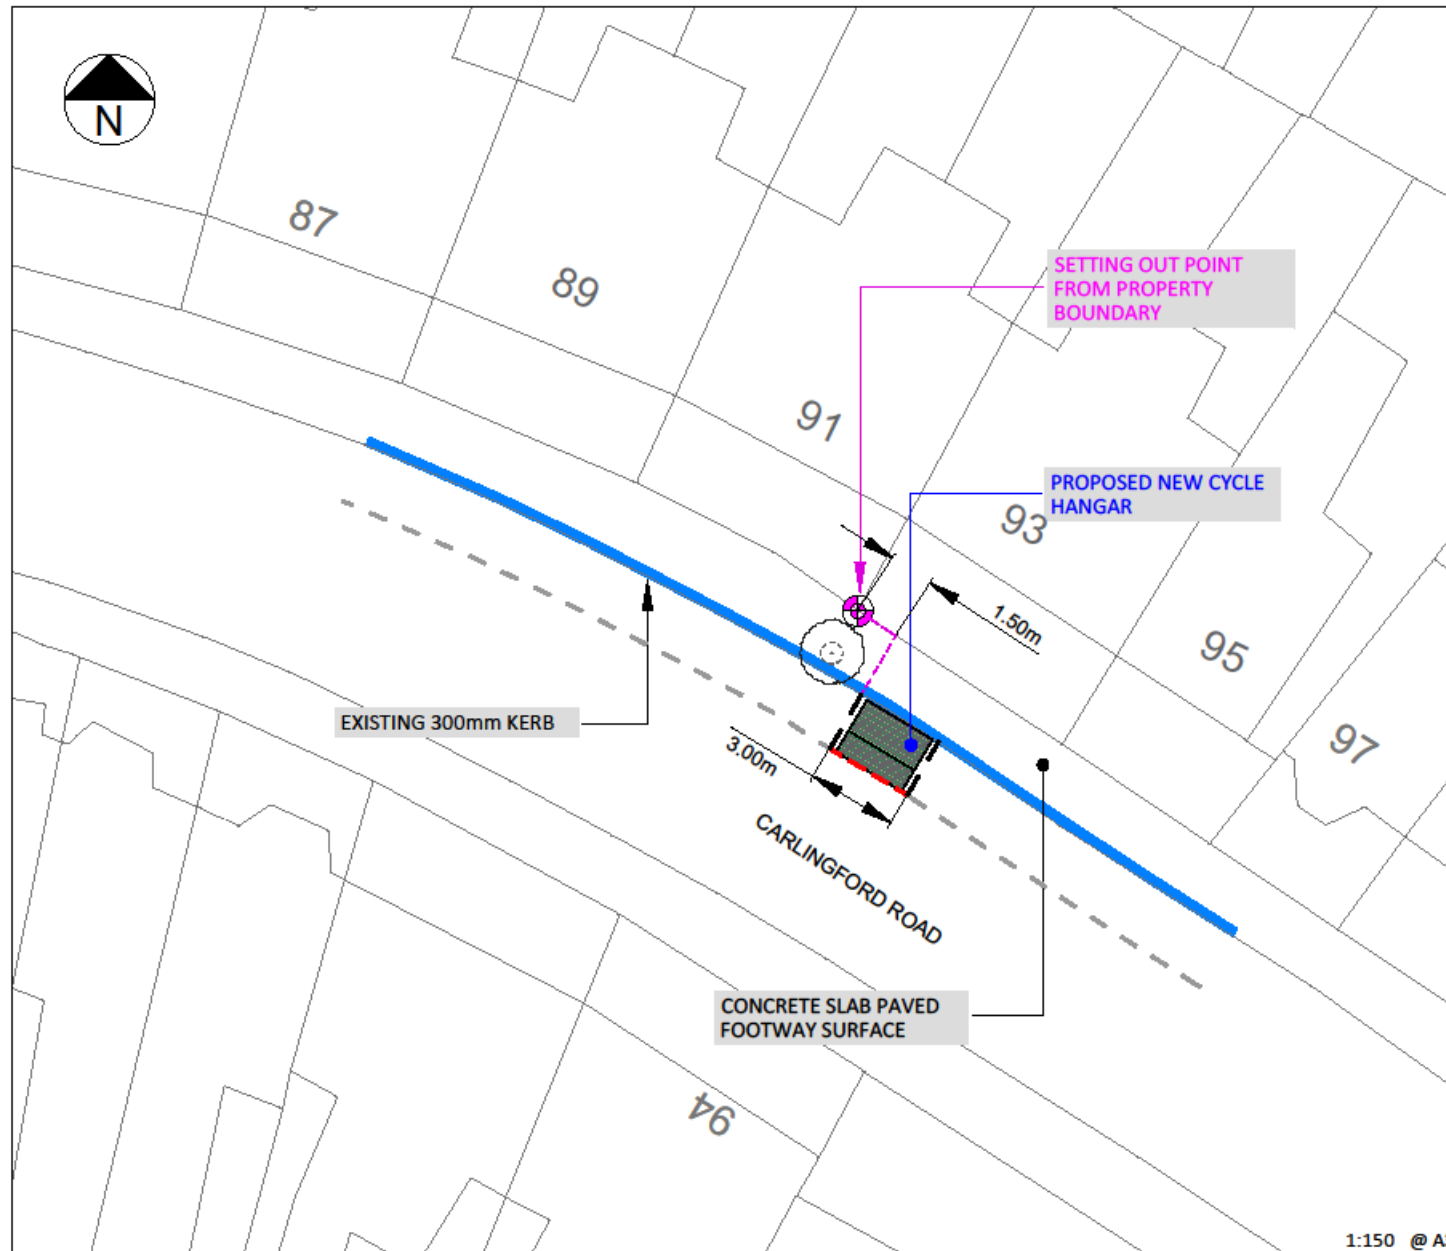 N
87
89
SETTING OUT POINT
FROM PROPERTY
BOUNDARY
91
PROPOSED NEW CYCLE
HANGAR
93
1.50m
95
EXISTING 300mm KERB
97
3.00m
CARLINGFORD ROAD
CONCRETE SLAB PAVED
FOOTWAY SURFACE
94
1:150 @